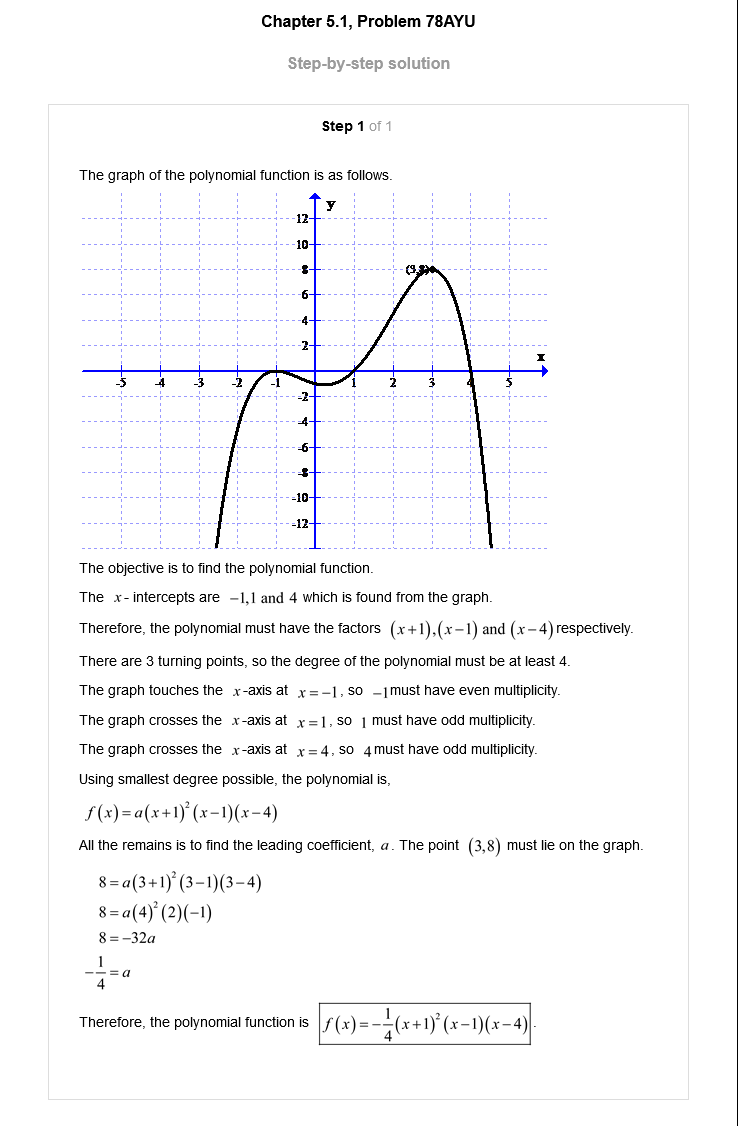 Chapter 5.1, Problem 78AYU
Step-by-step solution
Step 1 of 1
The graph of the polynomial function is as follows.
y
12
10
8
(3,8)
6
4
2
x
-5 -4 -3 -2 -1 1 2 3 4 5
-2
-4
-6
-8
-10
-12
The objective is to find the polynomial function.
The x- intercepts are −1,1 and 4 which is found from the graph.
Therefore, the polynomial must have the factors (x+1),(x−1) and (x−4) respectively.
There are 3 turning points, so the degree of the polynomial must be at least 4.
The graph touches the x-axis at x=−1, so −1 must have even multiplicity.
The graph crosses the x-axis at x=1, so 1 must have odd multiplicity.
The graph crosses the x-axis at x=4, so 4 must have odd multiplicity.
Using smallest degree possible, the polynomial is,
f(x)=a(x+1)²(x−1)(x−4)
All the remains is to find the leading coefficient, a. The point (3,8) must lie on the graph.
8=a(3+1)²(3−1)(3−4)
8=a(4)²(2)(−1)
8=−32a
−1/4=a
Therefore, the polynomial function is f(x)=−1/4(x+1)²(x−1)(x−4).